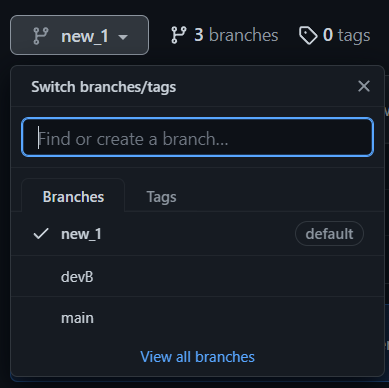 new_1 3 branches 0 tags
Switch branches/tags
Find or create a branch...
Branches Tags
new_1 default
devB
main
View all branches